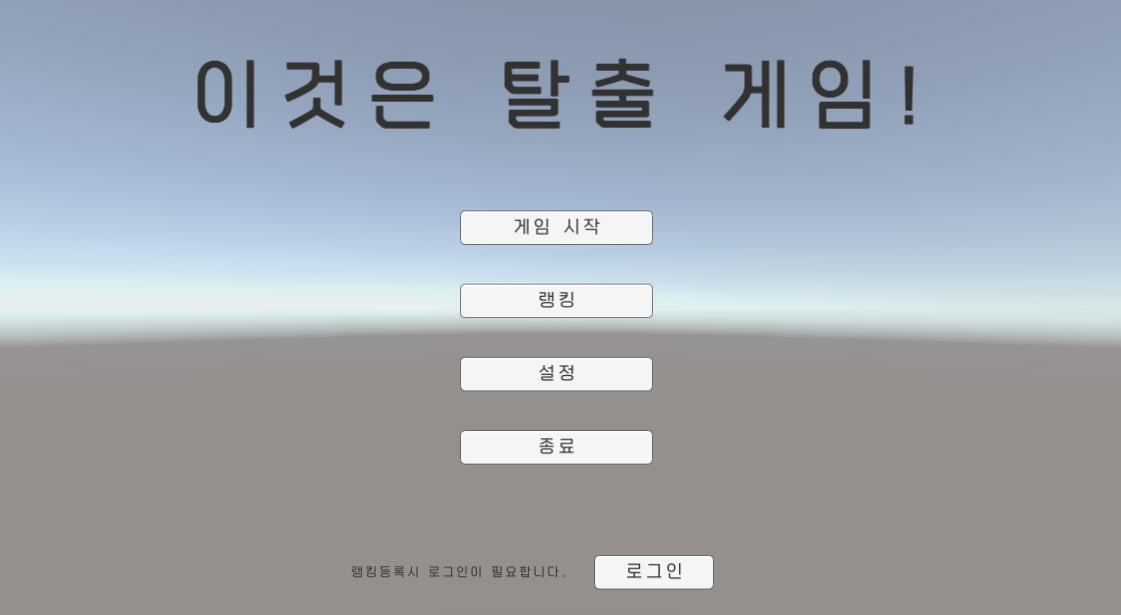 이것은 탈출 게임!
게임 시작
랭킹
설정
종료
랭킹등록시 로그인이 필요합니다.
로그인